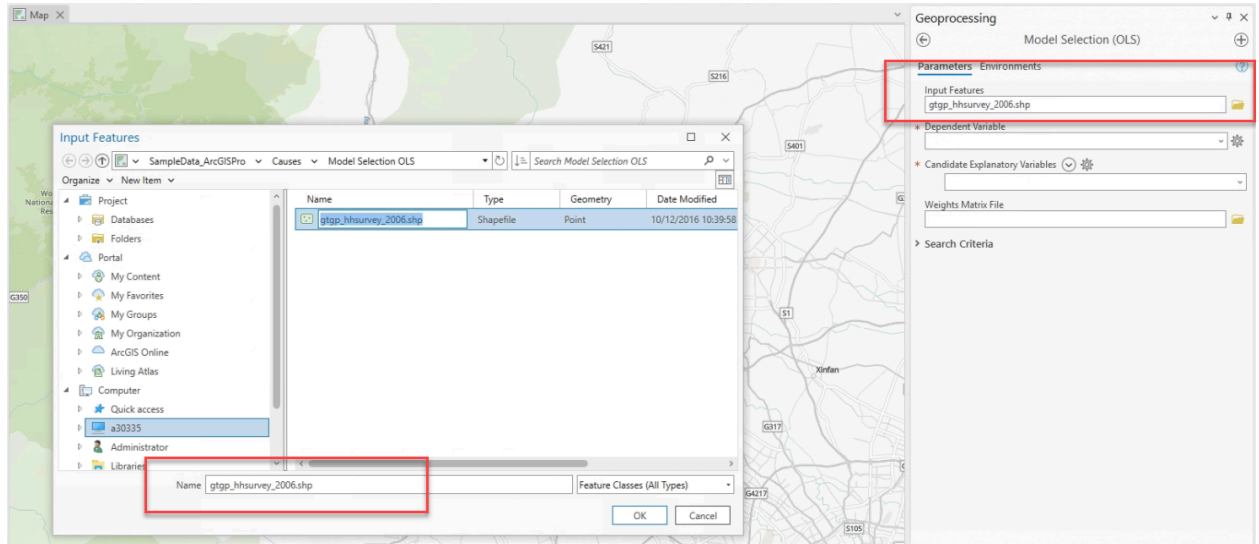 Map
Geoprocessing
Model Selection (OLS)
Parameters Environments
Input Features
gtgp_hhsurvey_2006.shp
* Dependent Variable
* Candidate Explanatory Variables
Weights Matrix File
> Search Criteria
S421
S216
S401
S1
Xinfan
G317
G4217
S105
G350
Input Features
SampleData_ArcGISPro Causes Model Selection OLS
Search Model Selection OLS
Organize New Item
Project
Databases
Folders
Portal
My Content
My Favorites
My Groups
My Organization
ArcGIS Online
Living Atlas
Computer
Quick access
a30335
Administrator
Libraries
Name Type Geometry Date Modified
gtgp_hhsurvey_2006.shp Shapefile Point 10/12/2016 10:39:58
Name gtgp_hhsurvey_2006.shp Feature Classes (All Types)
OK Cancel